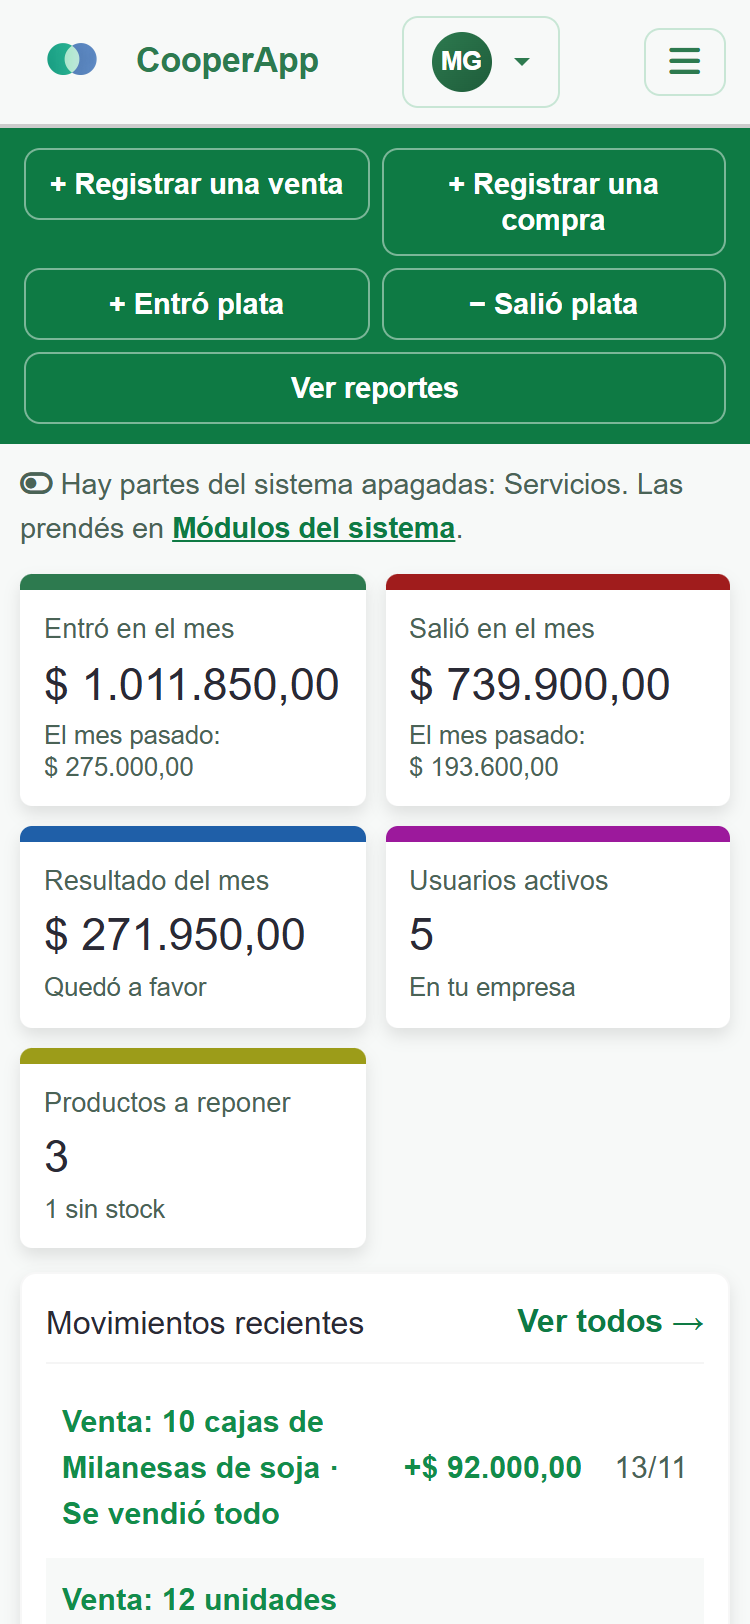 CooperApp
MG
+ Registrar una venta
+ Registrar una
compra
+ Entró plata
− Salió plata
Ver reportes
Hay partes del sistema apagadas: Servicios. Las
prendés en Módulos del sistema.
Entró en el mes
$ 1.011.850,00
El mes pasado:
$ 275.000,00
Salió en el mes
$ 739.900,00
El mes pasado:
$ 193.600,00
Resultado del mes
$ 271.950,00
Quedó a favor
Usuarios activos
5
En tu empresa
Productos a reponer
3
1 sin stock
Movimientos recientes
Ver todos →
Venta: 10 cajas de
Milanesas de soja ·
Se vendió todo
+$ 92.000,00
13/11
Venta: 12 unidades